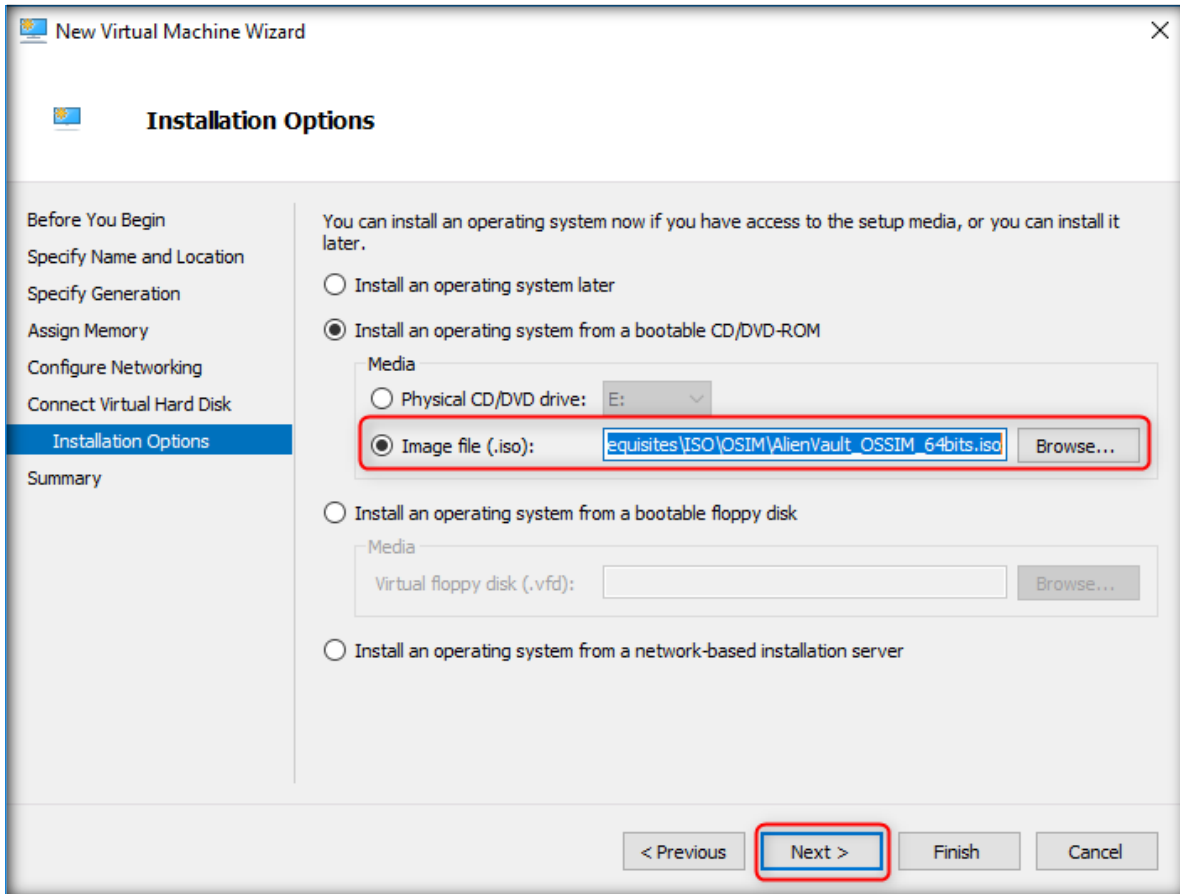 New Virtual Machine Wizard
Installation Options
Before You Begin
Specify Name and Location
Specify Generation
Assign Memory
Configure Networking
Connect Virtual Hard Disk
Installation Options
Summary
You can install an operating system now if you have access to the setup media, or you can install it
later.
Install an operating system later
Install an operating system from a bootable CD/DVD-ROM
Media
Physical CD/DVD drive: E:
Image file (.iso): equisites\ISO\OSIM\AlienVault_OSSIM_64bits.iso Browse...
Install an operating system from a bootable floppy disk
Media
Virtual floppy disk (.vfd): Browse...
Install an operating system from a network-based installation server
< Previous Next > Finish Cancel